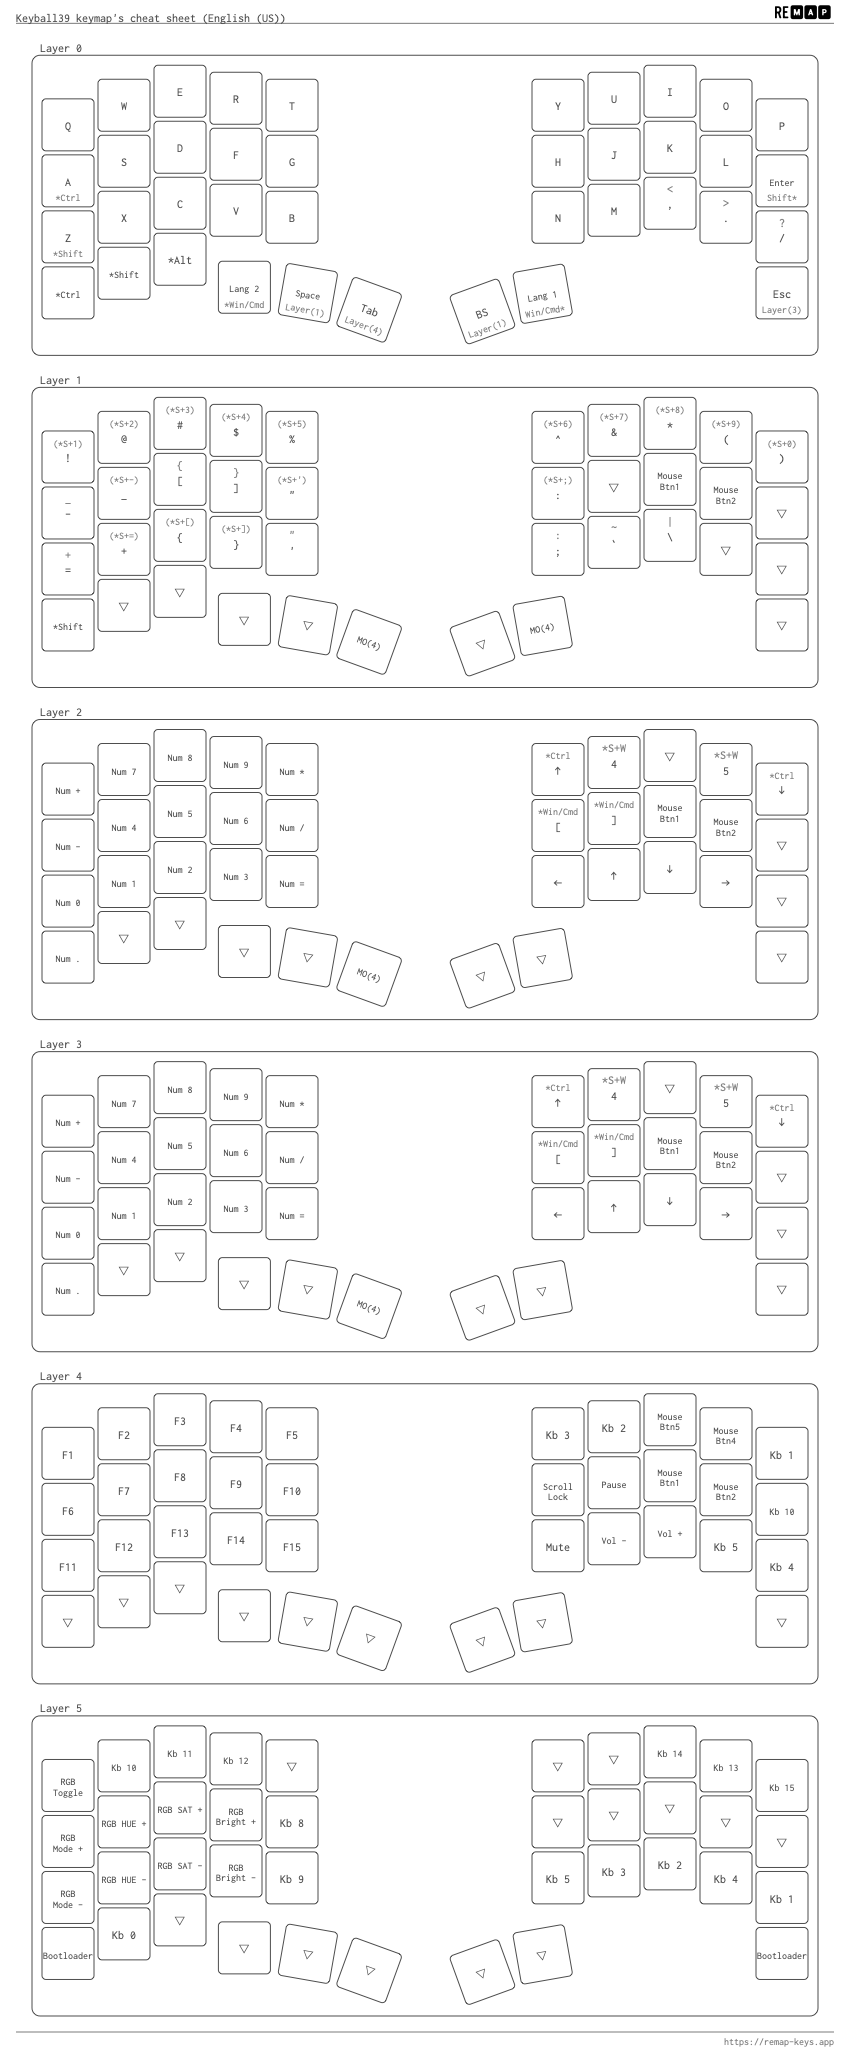 Keyball39 keymap's cheat sheet (English (US))
REMAP
Layer 0
Q W E R T Y U I O P
A *Ctrl S D F G H J K L Enter Shift*
Z *Shift X C V B N M < , > . ? /
*Ctrl *Shift *Alt Lang 2 *Win/Cmd Space Layer(1) Tab Layer(4) BS Layer(1) Lang 1 Win/Cmd* Esc Layer(3)
Layer 1
(*S+1) ! (*S+2) @ (*S+3) # (*S+4) $ (*S+5) % (*S+6) ^ (*S+7) & (*S+8) * (*S+9) ( (*S+0) )
_ - (*S+-) _ { [ } ] (*S+') " (*S+;) : ▽ Mouse Btn1 Mouse Btn2 ▽
+ = (*S+=) + (*S+[) { (*S+]) } " ' : ; ~ ` | \ ▽ ▽
*Shift ▽ ▽ ▽ ▽ MO(4) ▽ MO(4) ▽
Layer 2
Num + Num 7 Num 8 Num 9 Num * *Ctrl ↑ *S+W 4 ▽ *S+W 5 *Ctrl ↓
Num - Num 4 Num 5 Num 6 Num / *Win/Cmd [ *Win/Cmd ] Mouse Btn1 Mouse Btn2 ▽
Num 0 Num 1 Num 2 Num 3 Num = ← ↑ ↓ → ▽
Num . ▽ ▽ ▽ ▽ MO(4) ▽ ▽ ▽
Layer 3
Num + Num 7 Num 8 Num 9 Num * *Ctrl ↑ *S+W 4 ▽ *S+W 5 *Ctrl ↓
Num - Num 4 Num 5 Num 6 Num / *Win/Cmd [ *Win/Cmd ] Mouse Btn1 Mouse Btn2 ▽
Num 0 Num 1 Num 2 Num 3 Num = ← ↑ ↓ → ▽
Num . ▽ ▽ ▽ ▽ MO(4) ▽ ▽ ▽
Layer 4
F1 F2 F3 F4 F5 Kb 3 Kb 2 Mouse Btn5 Mouse Btn4 Kb 1
F6 F7 F8 F9 F10 Scroll Lock Pause Mouse Btn1 Mouse Btn2 Kb 10
F11 F12 F13 F14 F15 Mute Vol - Vol + Kb 5 Kb 4
▽ ▽ ▽ ▽ ▽ ▽ ▽ ▽ ▽
Layer 5
RGB Toggle Kb 10 Kb 11 Kb 12 ▽ ▽ ▽ Kb 14 Kb 13 Kb 15
RGB Mode + RGB HUE + RGB SAT + RGB Bright + Kb 8 ▽ ▽ ▽ ▽ ▽
RGB Mode - RGB HUE - RGB SAT - RGB Bright - Kb 9 Kb 5 Kb 3 Kb 2 Kb 4 Kb 1
Bootloader Kb 0 ▽ ▽ ▽ ▽ ▽ ▽ Bootloader
https://remap-keys.app